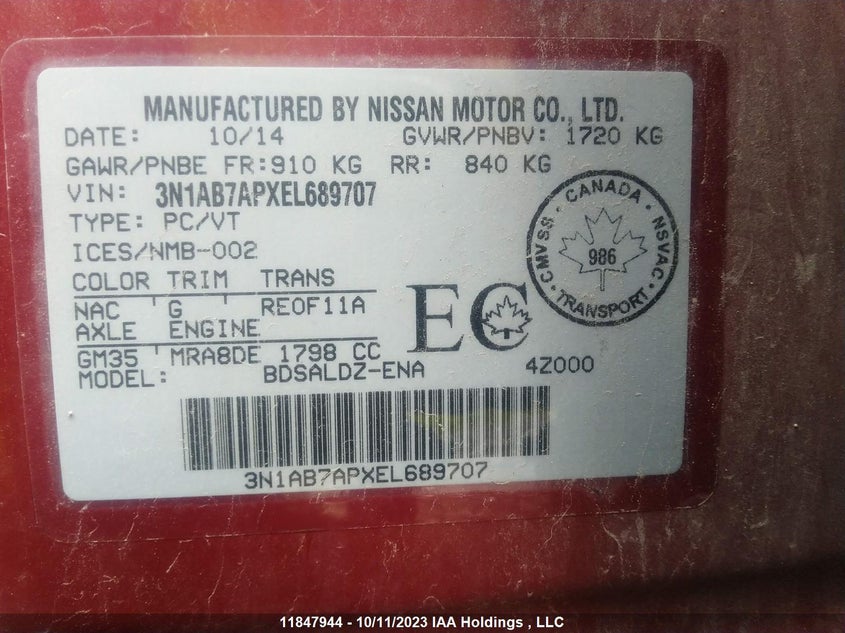 MANUFACTURED BY NISSAN MOTOR CO., LTD.
DATE: 10/14 GVWR/PNBV: 1720 KG
GAWR/PNBE FR:910 KG RR: 840 KG
VIN: 3N1AB7APXEL689707
TYPE: PC/VT
ICES/NMB-002
COLOR TRIM TRANS
NAC ' G ' RE0F11A
AXLE ENGINE
GM35 ' MRA8DE 1798 CC
MODEL: BDSALDZ-ENA 4Z000
EC
CMVSS · CANADA · NSVAC · TRANSPORT ·
986
3N1AB7APXEL689707
11847944 - 10/11/2023 IAA Holdings , LLC